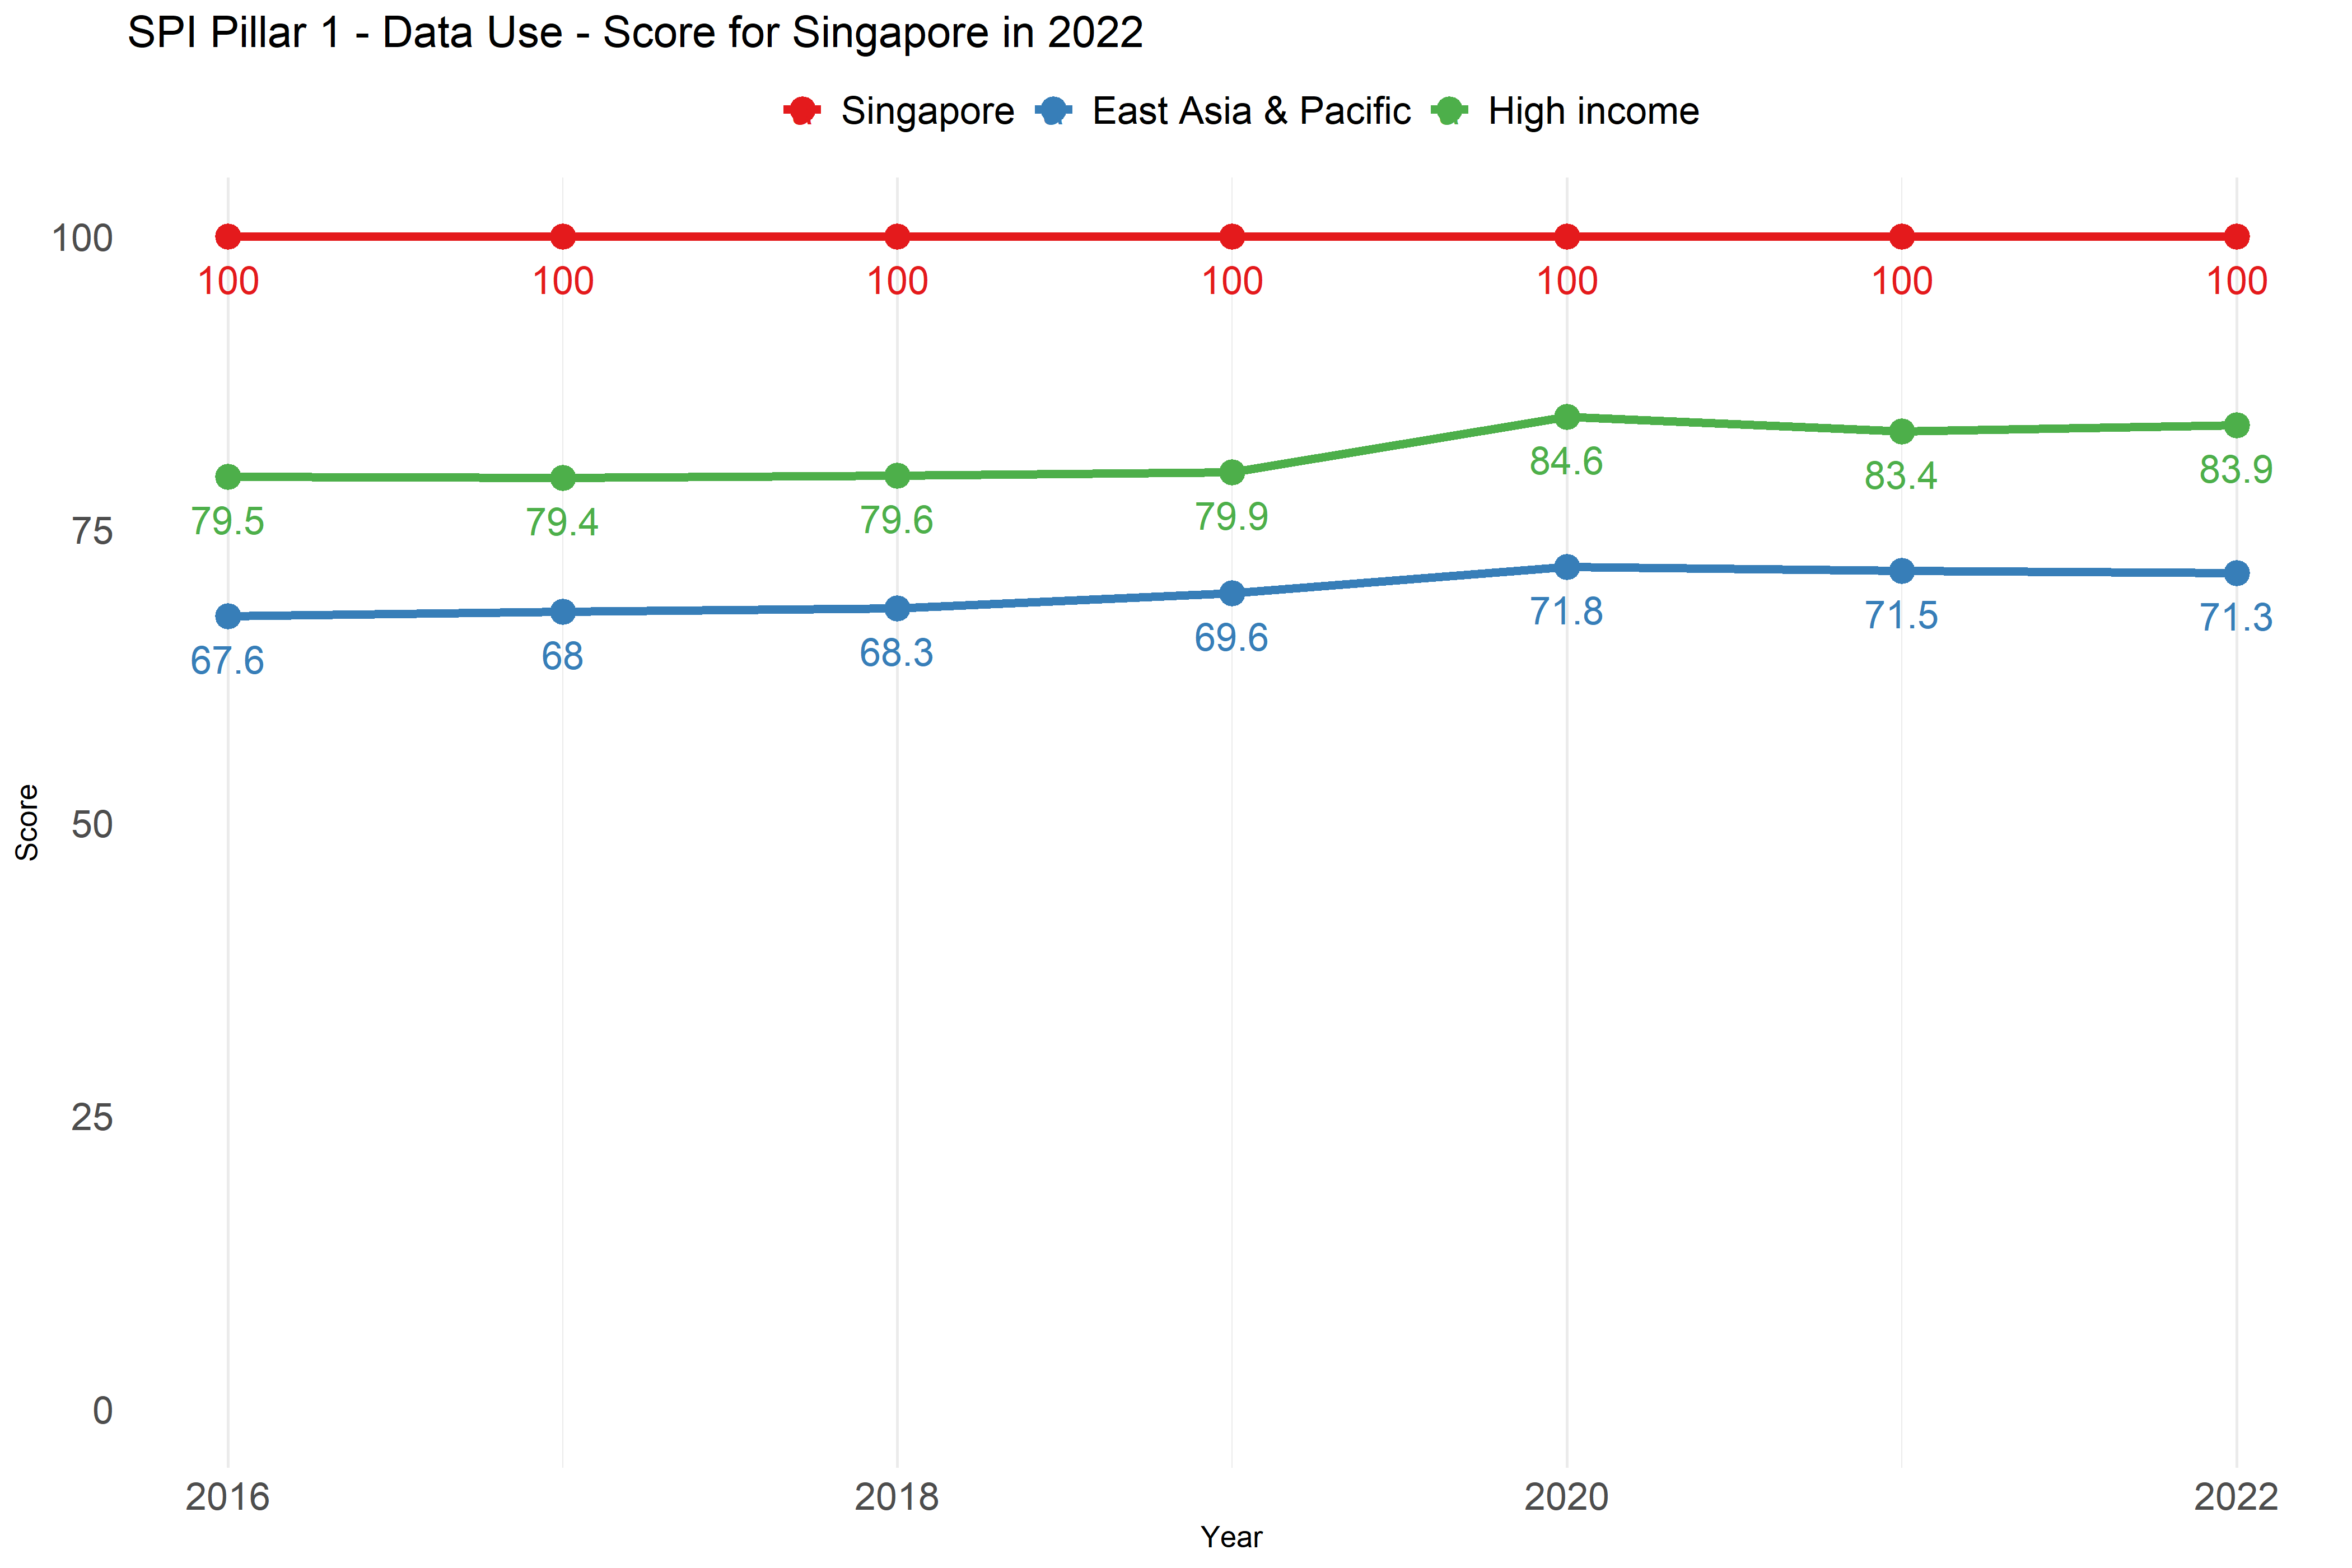 SPI Pillar 1 - Data Use - Score for Singapore in 2022
Singapore East Asia & Pacific High income
100
100 100 100 100 100 100 100
84.6 83.4 83.9
79.5 79.4 79.6 79.9
75
71.8 71.5 71.3
67.6 68 68.3 69.6
Score
50
25
0
2016 2018 2020 2022
Year